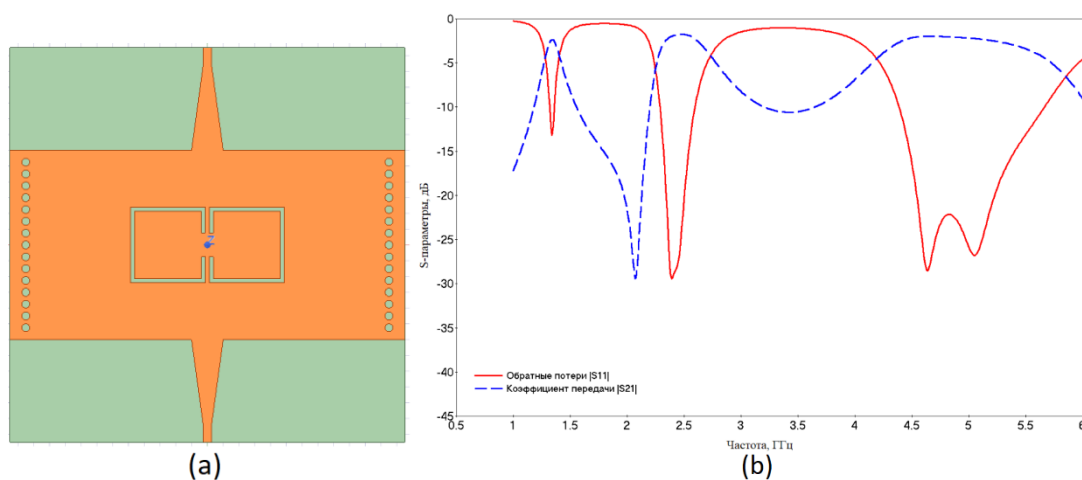 Z
(a)
S-параметры, дБ
0
-5
-10
-15
-20
-25
-30
-35
-40
-45
Обратные потери |S11|
Коэффициент передачи |S21|
0.5 1 1.5 2 2.5 3 3.5 4 4.5 5 5.5 6
Частота, ГГц
(b)